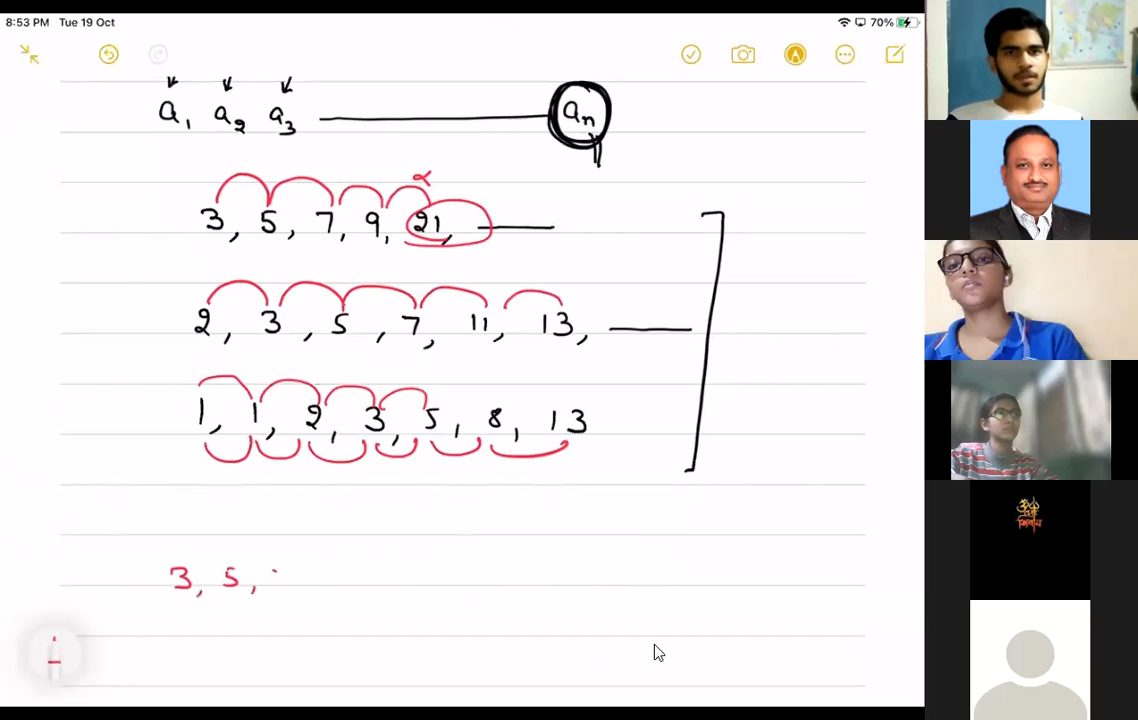 8:53 PM Tue 19 Oct 70%
a₁ a₂ a₃ aₙ
α
3, 5, 7, 9, 21,
2, 3, 5, 7, 11, 13,
1, 1, 2, 3, 5, 8, 13
3, 5,